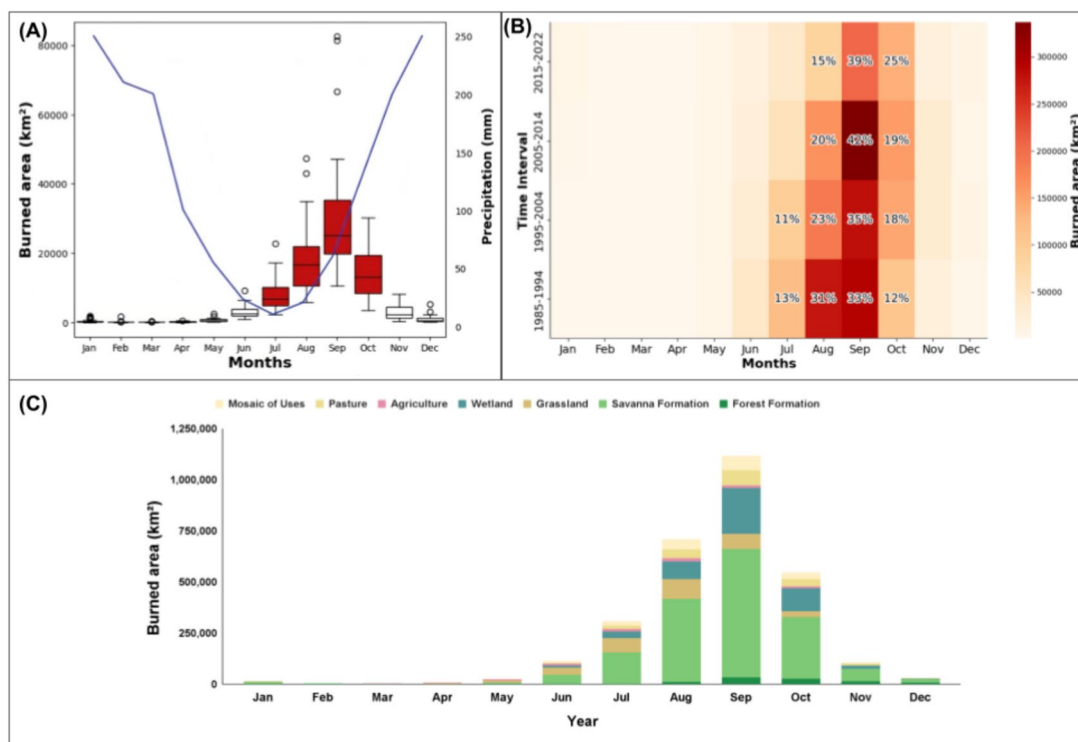 (A)
80000
60000
40000
20000
0
Burned area (km²)
250
200
150
100
50
0
Precipitation (mm)
Jan Feb Mar Apr May Jun Jul Aug Sep Oct Nov Dec
Months
(B)
Time Interval
2015-2022
2005-2014
1995-2004
1985-1994
15% 39% 25%
20% 42% 19%
11% 23% 35% 18%
13% 31% 33% 12%
Jan Feb Mar Apr May Jun Jul Aug Sep Oct Nov Dec
Months
300000
250000
200000
150000
100000
50000
Burned area (km²)
(C)
Mosaic of Uses Pasture Agriculture Wetland Grassland Savanna Formation Forest Formation
1,250,000
1,000,000
750,000
500,000
250,000
0
Burned area (km²)
Jan Feb Mar Apr May Jun Jul Aug Sep Oct Nov Dec
Year